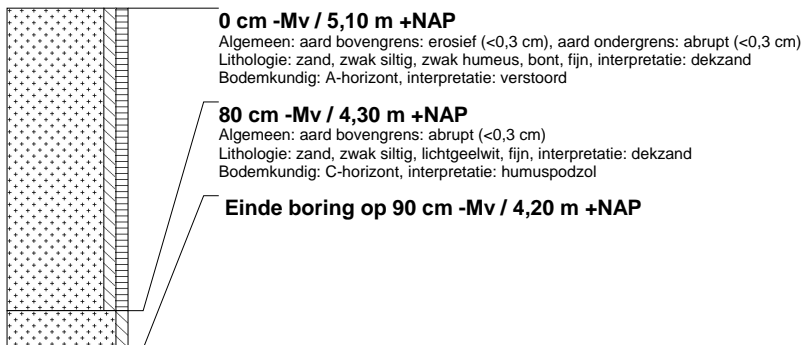 0 cm -Mv / 5,10 m +NAP
Algemeen: aard bovengrens: erosief (<0,3 cm), aard ondergrens: abrupt (<0,3 cm)
Lithologie: zand, zwak siltig, zwak humeus, bont, fijn, interpretatie: dekzand
Bodemkundig: A-horizont, interpretatie: verstoord
80 cm -Mv / 4,30 m +NAP
Algemeen: aard bovengrens: abrupt (<0,3 cm)
Lithologie: zand, zwak siltig, lichtgeelwit, fijn, interpretatie: dekzand
Bodemkundig: C-horizont, interpretatie: humuspodzol
Einde boring op 90 cm -Mv / 4,20 m +NAP